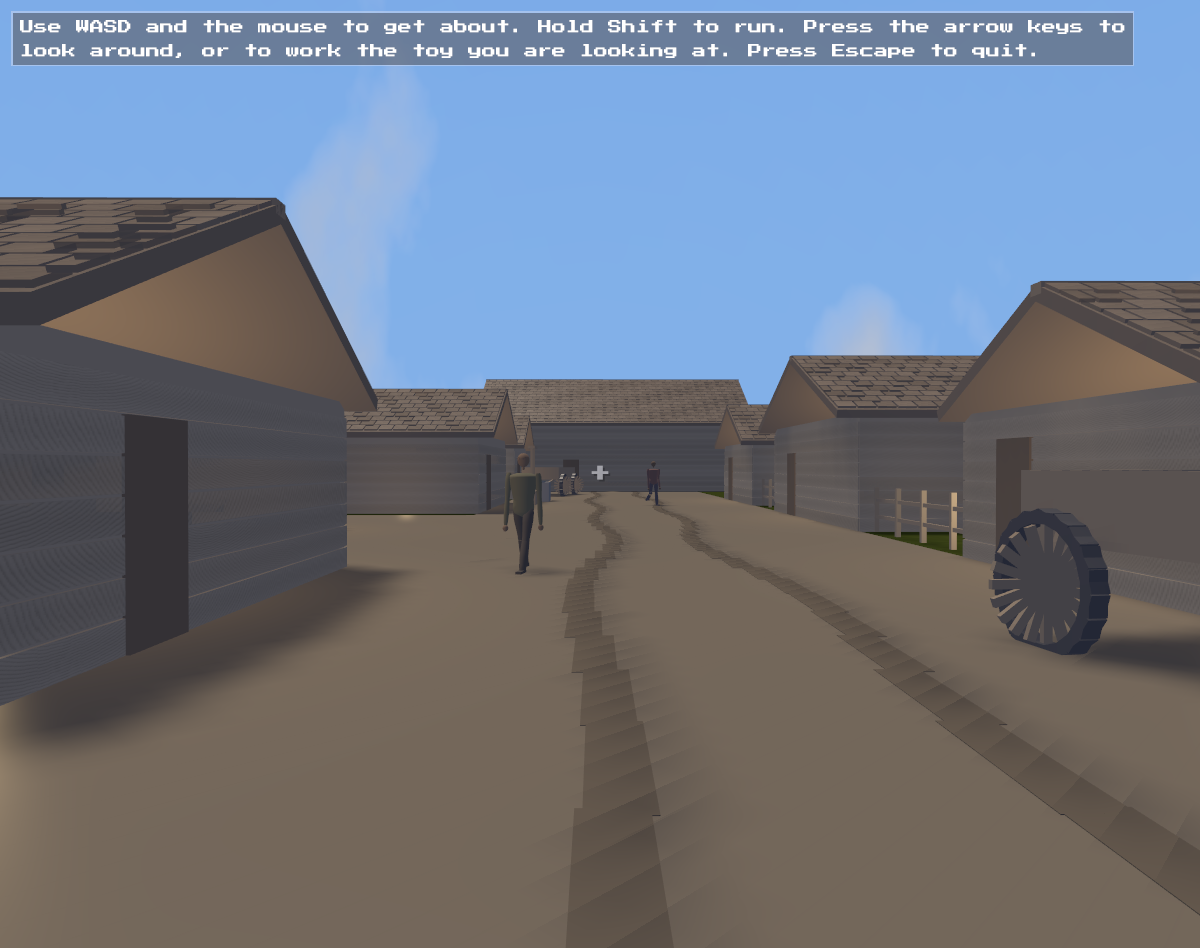 Use WASD and the mouse to get about. Hold Shift to run. Press the arrow keys to
look around, or to work the toy you are looking at. Press Escape to quit.